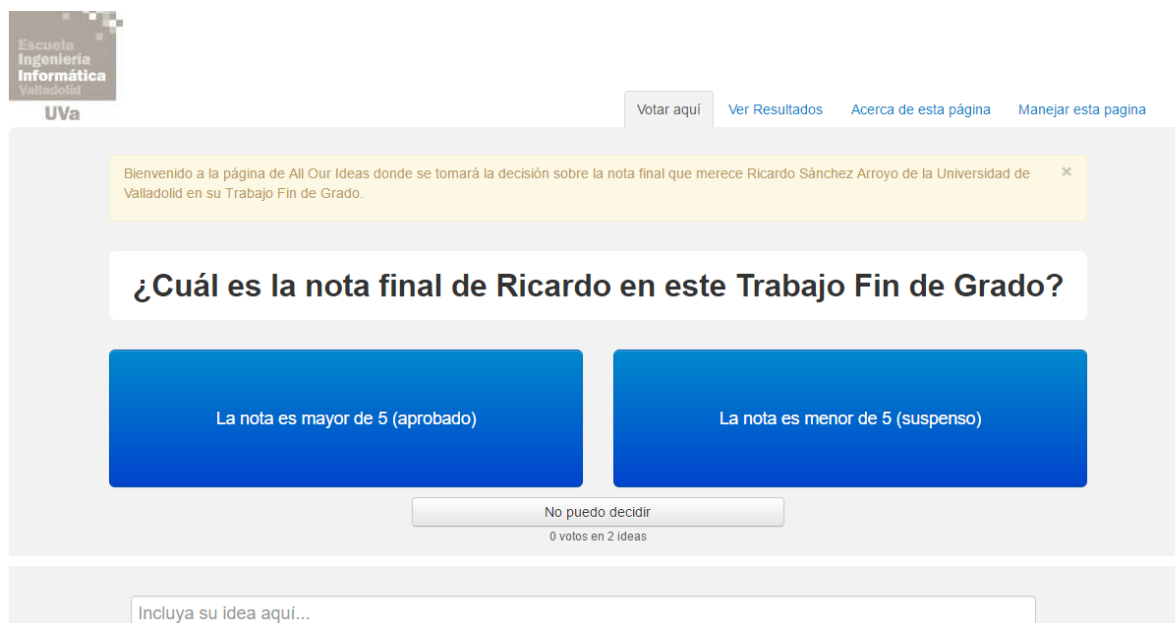 Escuela
Ingeniería
Informática
Valladolid
UVa
Votar aquí Ver Resultados Acerca de esta página Manejar esta pagina
Bienvenido a la página de All Our Ideas donde se tomará la decisión sobre la nota final que merece Ricardo Sánchez Arroyo de la Universidad de ×
Valladolid en su Trabajo Fin de Grado.
¿Cuál es la nota final de Ricardo en este Trabajo Fin de Grado?
La nota es mayor de 5 (aprobado) La nota es menor de 5 (suspenso)
No puedo decidir
0 votos en 2 ideas
Incluya su idea aquí...